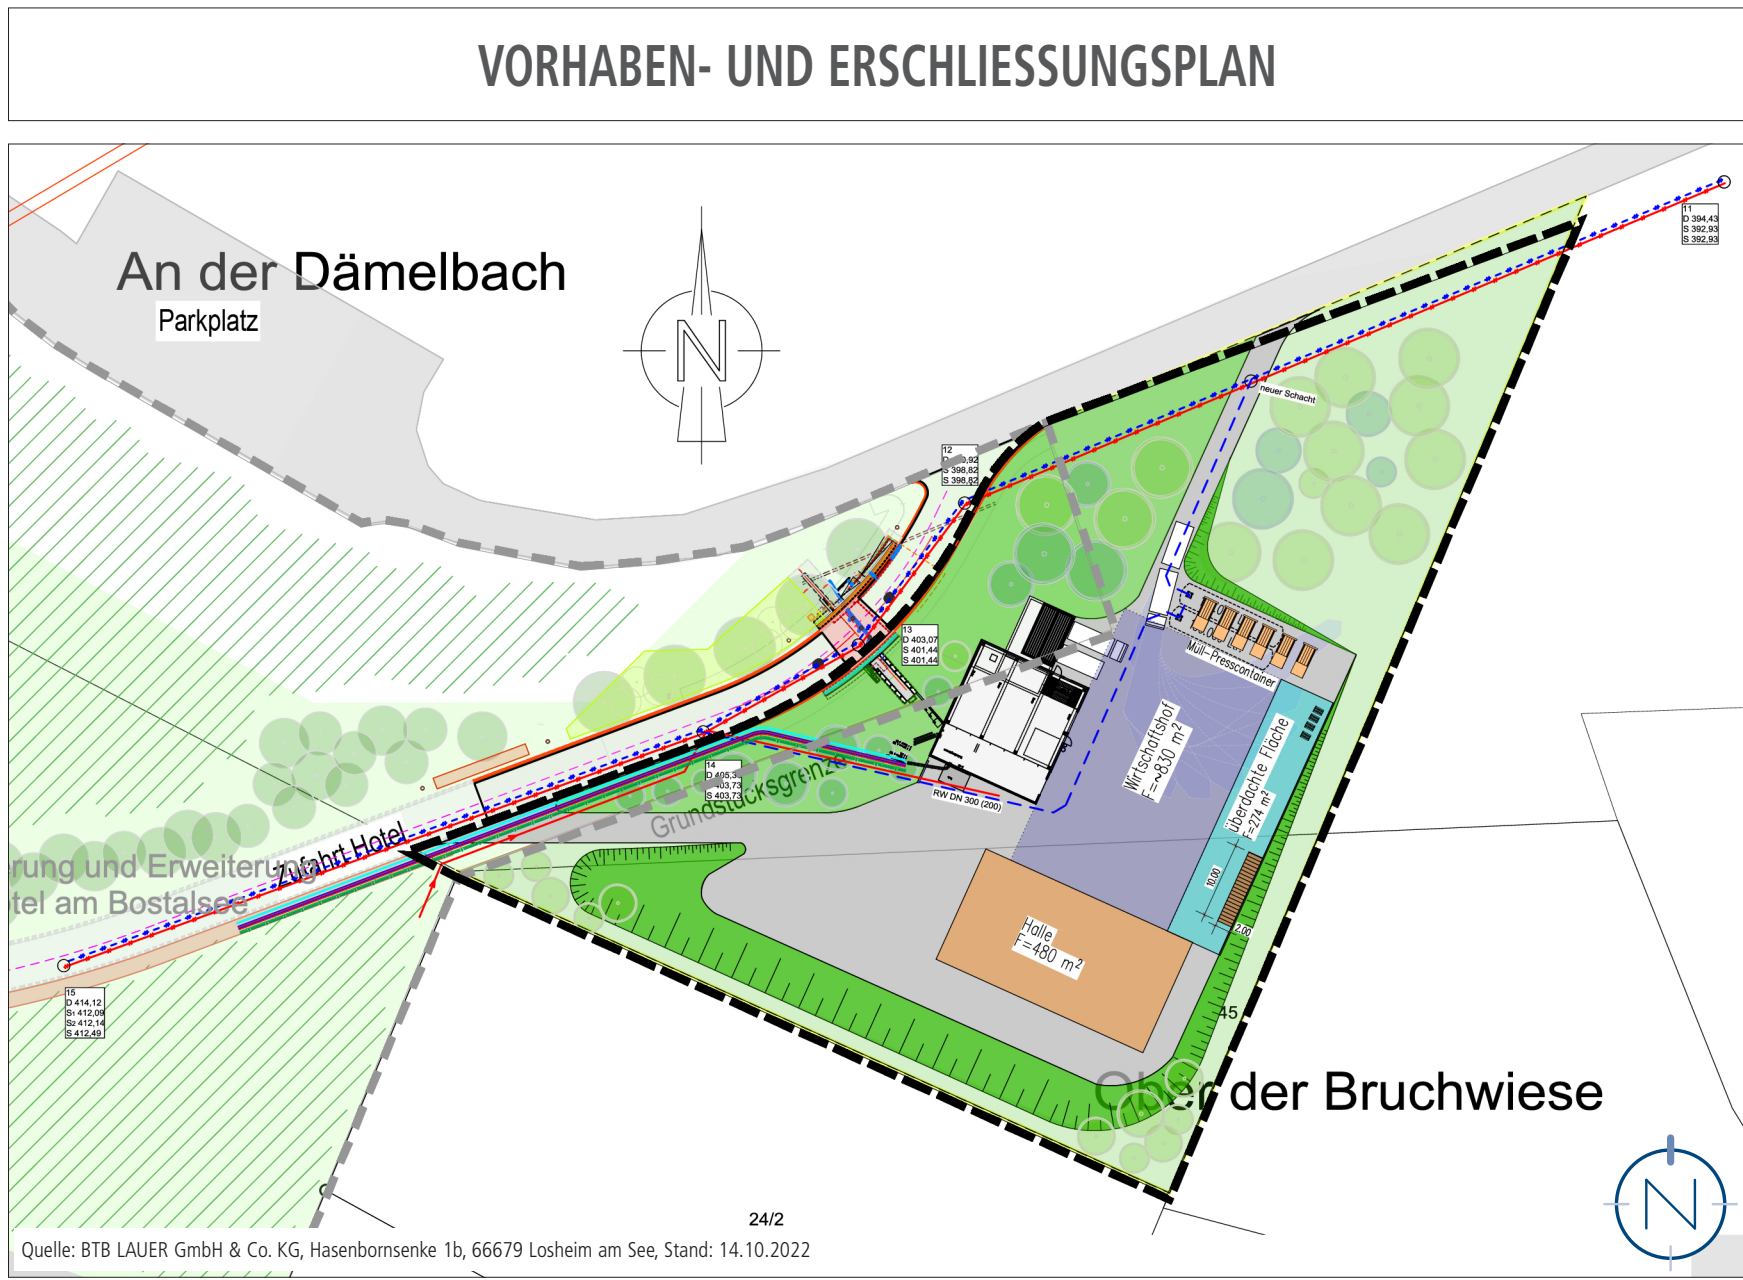 VORHABEN- UND ERSCHLIESSUNGSPLAN
An der Dämelbach
Parkplatz
N
11
D 394,43
S 392,93
S 392,93
neuer Schacht
12
S 398,82
S 398,82
13
D 403,07
S 401,44
S 401,44
Müll-Presscontainer
Wirtschaftshof
F=~830 m²
überdachte Fläche
F=274 m²
10.00
2.00
14
S 403,73
Grundstücksgrenze
RW DN 300 (200)
Zufahrt Hotel
erung und Erweiterung
tel am Bostalsee
Halle
F=480 m²
15
D 414,12
S1 412,09
S2 412,14
S 412,49
45
Ober der Bruchwiese
24/2
N
Quelle: BTB LAUER GmbH & Co. KG, Hasenbornsenke 1b, 66679 Losheim am See, Stand: 14.10.2022